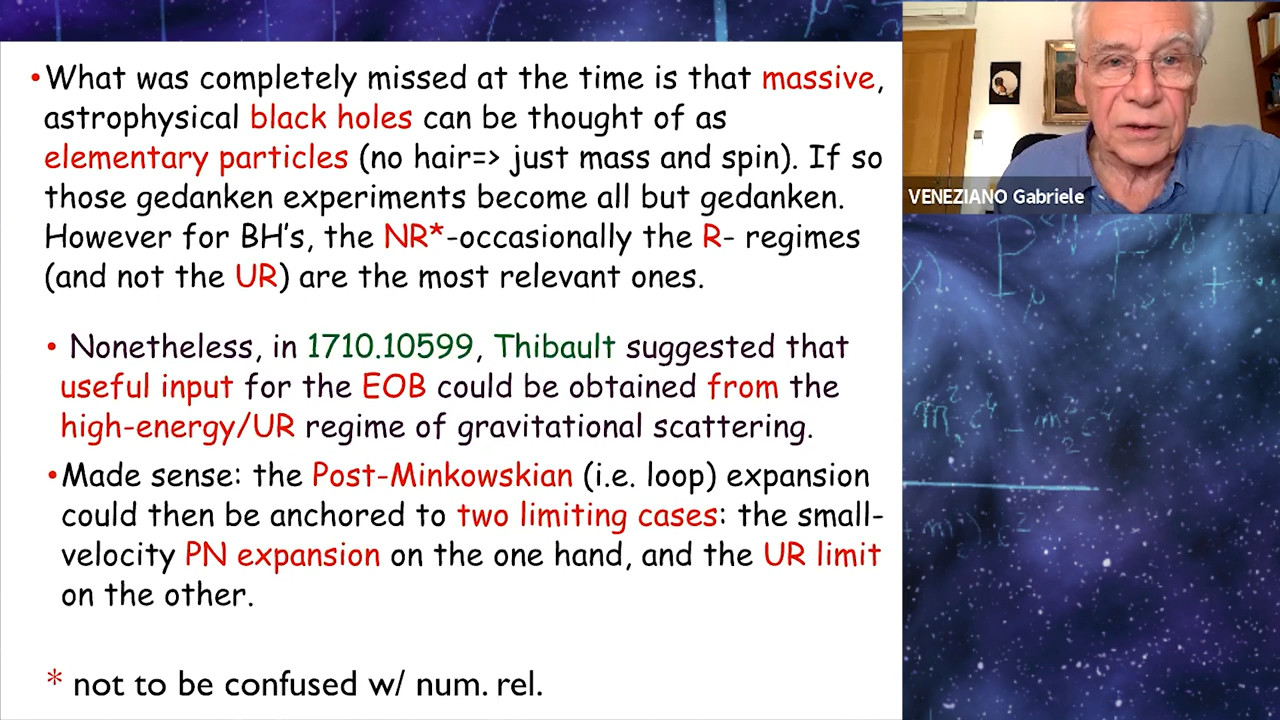 •What was completely missed at the time is that massive,
astrophysical black holes can be thought of as
elementary particles (no hair=> just mass and spin). If so
those gedanken experiments become all but gedanken.
However for BH's, the NR*-occasionally the R- regimes
(and not the UR) are the most relevant ones.
• Nonetheless, in 1710.10599, Thibault suggested that
useful input for the EOB could be obtained from the
high-energy/UR regime of gravitational scattering.
•Made sense: the Post-Minkowskian (i.e. loop) expansion
could then be anchored to two limiting cases: the small-
velocity PN expansion on the one hand, and the UR limit
on the other.
* not to be confused w/ num. rel.
VENEZIANO Gabriele